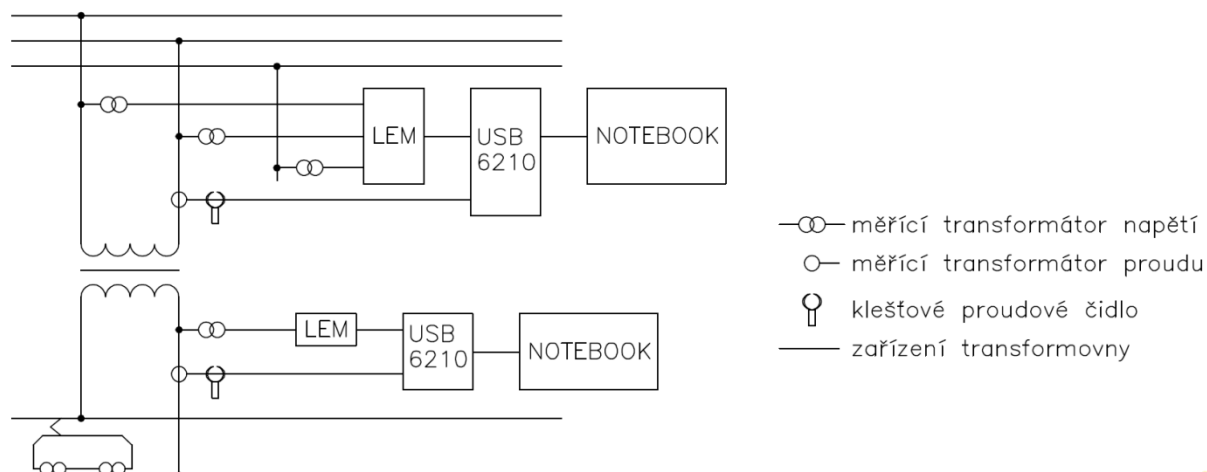 LEM
USB
6210
NOTEBOOK
měřící transformátor napětí
měřící transformátor proudu
klešťové proudové čidlo
zařízení transformovny
LEM
USB
6210
NOTEBOOK